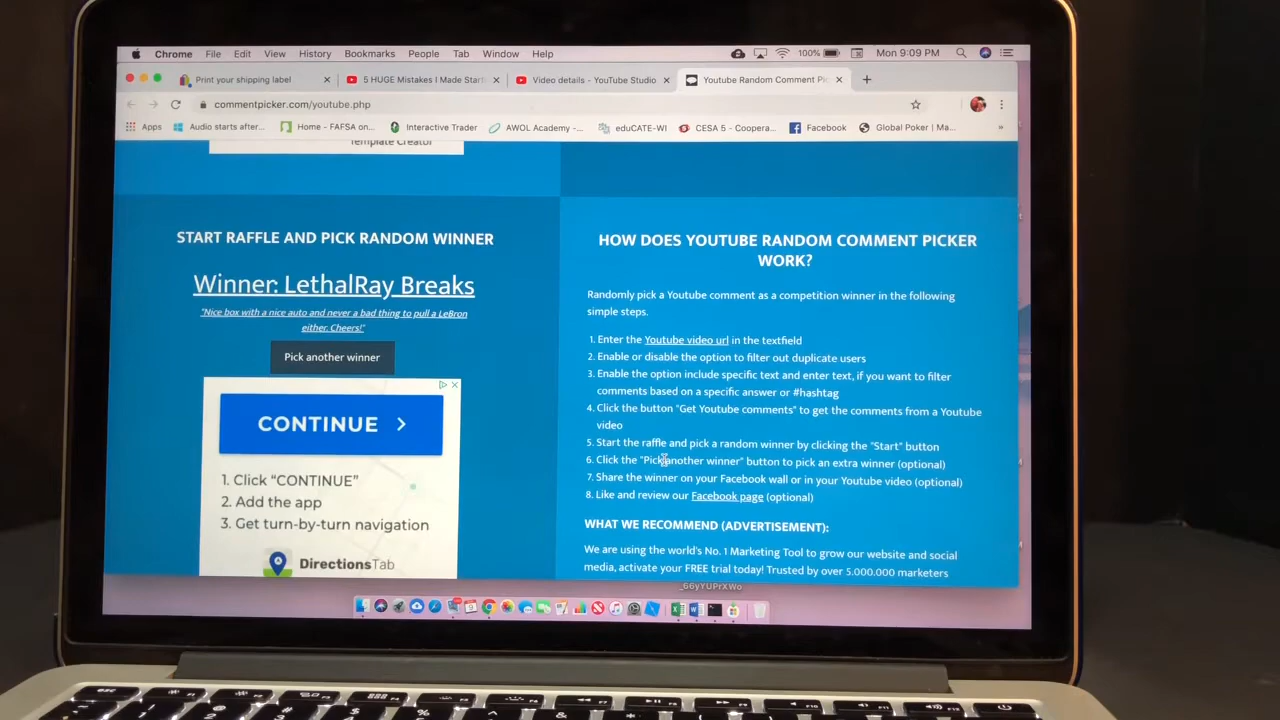 Chrome File Edit View History Bookmarks People Tab Window Help 100% Mon 9:09 PM
Print your shipping label 5 HUGE Mistakes I Made Start Video details - YouTube Studio Youtube Random Comment Pic
commentpicker.com/youtube.php
Apps Audio starts after... Home - FAFSA on... Interactive Trader AWOL Academy -... eduCATE-WI CESA 5 - Coopera... Facebook Global Poker | Ma... »
Template Creator
START RAFFLE AND PICK RANDOM WINNER
Winner: LethalRay Breaks
"Nice box with a nice auto and never a bad thing to pull a LeBron
either. Cheers!"
Pick another winner
CONTINUE
1. Click "CONTINUE"
2. Add the app
3. Get turn-by-turn navigation
DirectionsTab
HOW DOES YOUTUBE RANDOM COMMENT PICKER
WORK?
Randomly pick a Youtube comment as a competition winner in the following
simple steps.
1. Enter the Youtube video url in the textfield
2. Enable or disable the option to filter out duplicate users
3. Enable the option include specific text and enter text, if you want to filter
comments based on a specific answer or #hashtag
4. Click the button "Get Youtube comments" to get the comments from a Youtube
video
5. Start the raffle and pick a random winner by clicking the "Start" button
6. Click the "Pick another winner" button to pick an extra winner (optional)
7. Share the winner on your Facebook wall or in your Youtube video (optional)
8. Like and review our Facebook page (optional)
WHAT WE RECOMMEND (ADVERTISEMENT):
We are using the world's No. 1 Marketing Tool to grow our website and social
media, activate your FREE trial today! Trusted by over 5.000.000 marketers
_66yYUPrXWo
esc